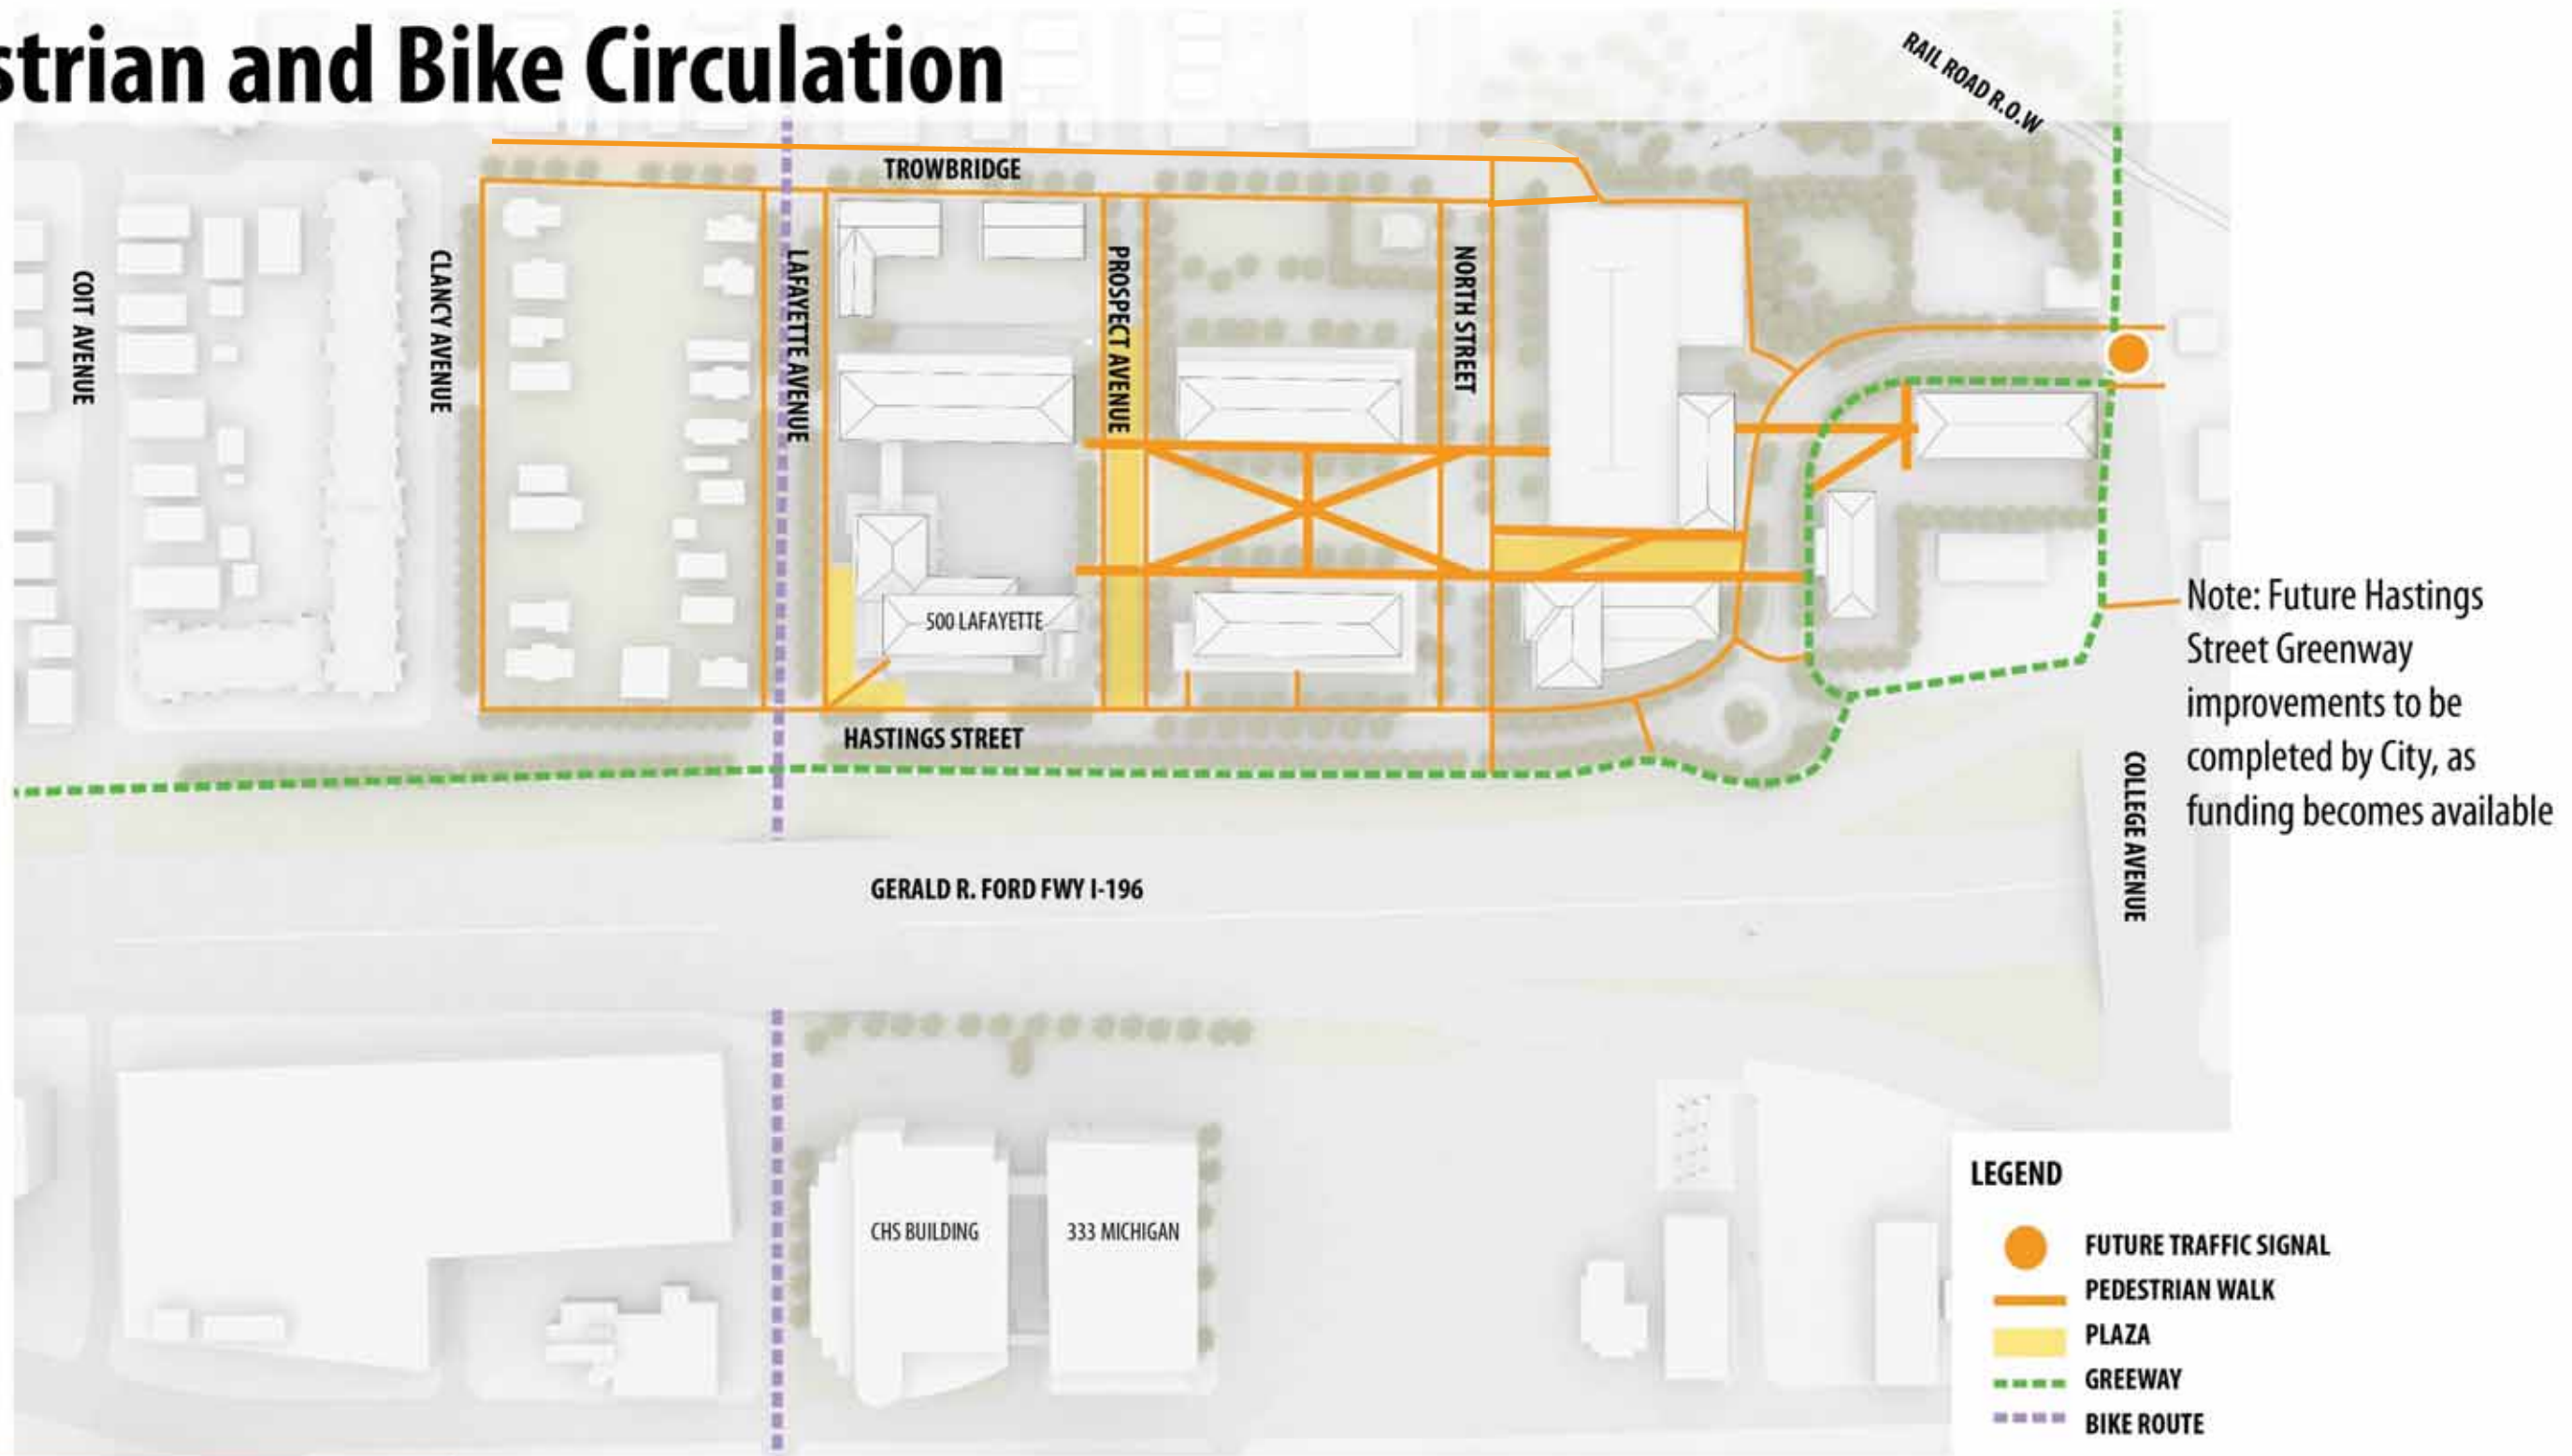 strian and Bike Circulation
RAIL ROAD R.O.W
TROWBRIDGE
COIT AVENUE
CLANCY AVENUE
LAFAYETTE AVENUE
PROSPECT AVENUE
NORTH STREET
500 LAFAYETTE
HASTINGS STREET
Note: Future Hastings
Street Greenway
improvements to be
completed by City, as
funding becomes available
COLLEGE AVENUE
GERALD R. FORD FWY I-196
CHS BUILDING
333 MICHIGAN
LEGEND
FUTURE TRAFFIC SIGNAL
PEDESTRIAN WALK
PLAZA
GREEWAY
BIKE ROUTE